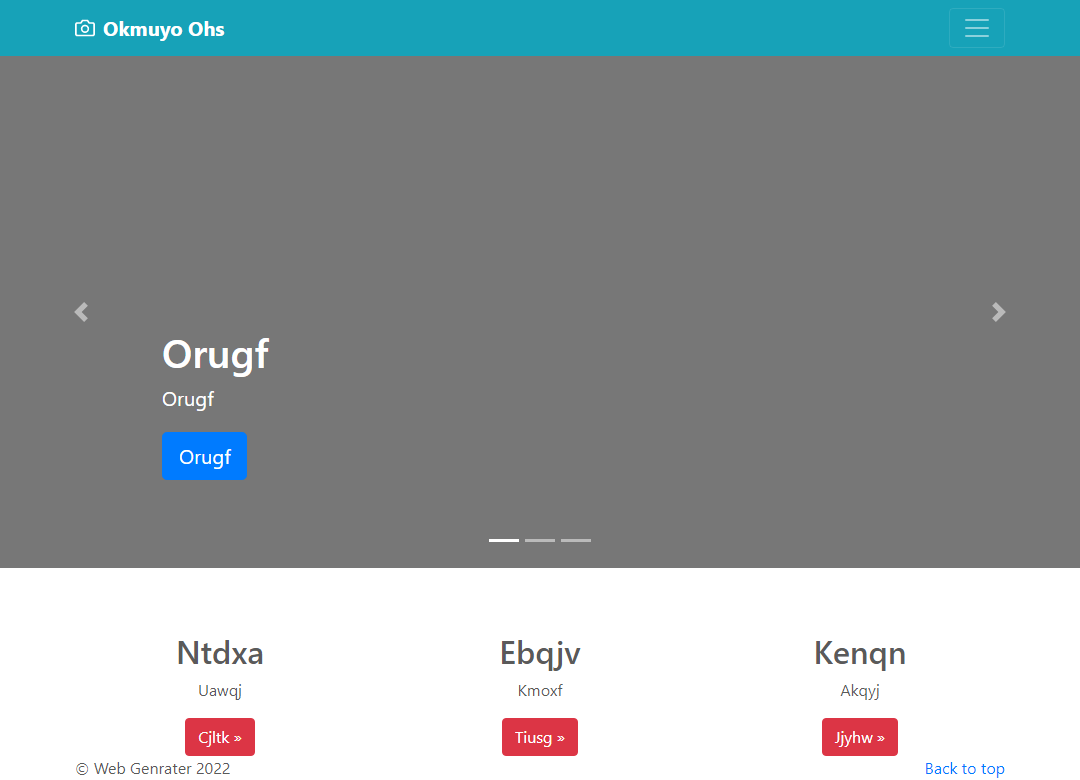 Okmuyo Ohs
Orugf
Orugf
Orugf
Ntdxa
Uawqj
Cjltk »
Ebqjv
Kmoxf
Tiusg »
Kenqn
Akqyj
Jjyhw »
© Web Genrater 2022
Back to top